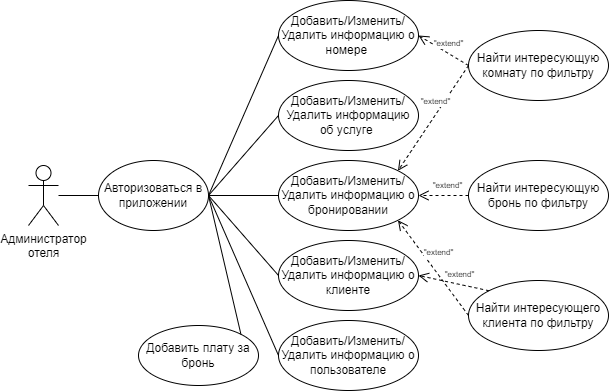 Добавить/Изменить/
Удалить информацию о
номере
"extend"
Найти интересующую
комнату по фильтру
Добавить/Изменить/
Удалить информацию
об услуге
"extend"
Авторизоваться в
приложении
Администратор
отеля
Добавить/Изменить/
Удалить информацию о
бронировании
"extend"
Найти интересующую
бронь по фильтру
"extend"
Добавить/Изменить/
Удалить информацию о
клиенте
"extend"
Найти интересующего
клиента по фильтру
Добавить плату за
бронь
Добавить/Изменить/
Удалить информацию о
пользователе